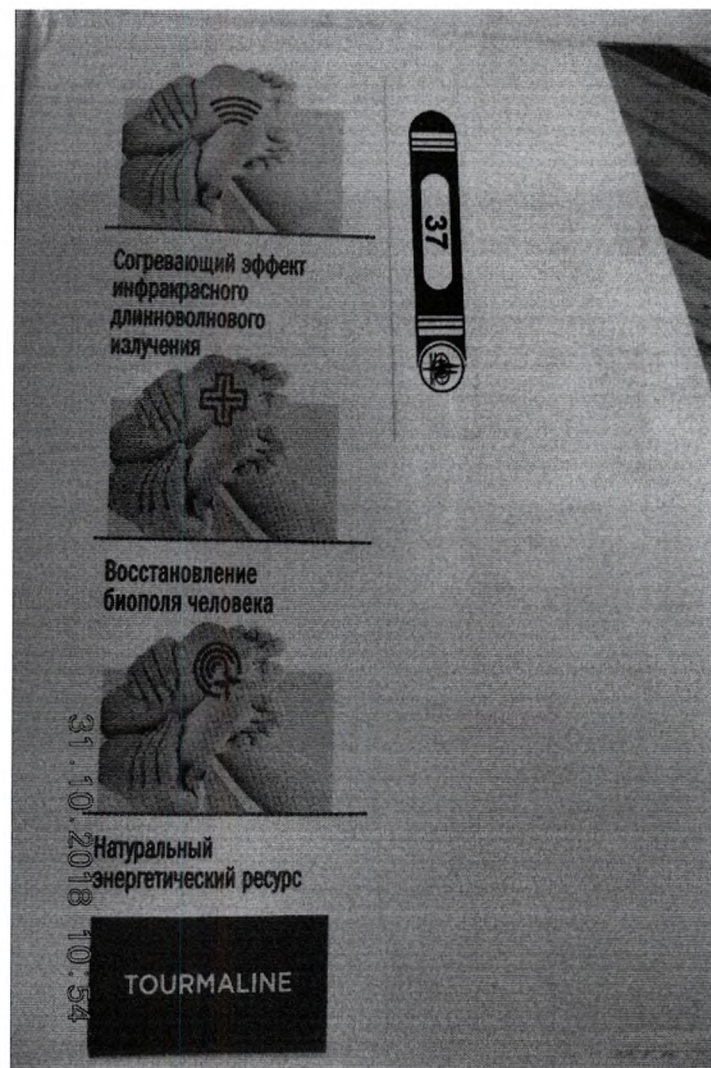 Согревающий эффект
инфракрасного
длинноволнового
излучения
37
Восстановление
биополя человека
Натуральный
энергетический ресурс
TOURMALINE
31.10.2018 10:54